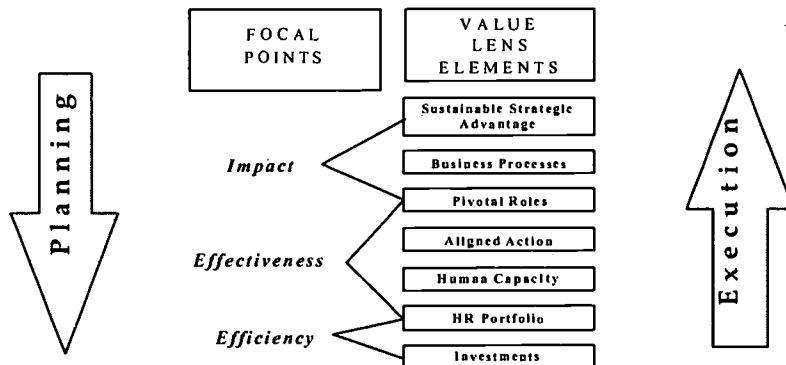 FOCAL
POINTS
VALUE
LENS
ELEMENTS
Planning
Execution
Impact
Effectiveness
Efficiency
Sustainable Strategic
Advantage
Business Processes
Pivotal Roles
Aligned Action
Human Capacity
HR Portfolio
Investments